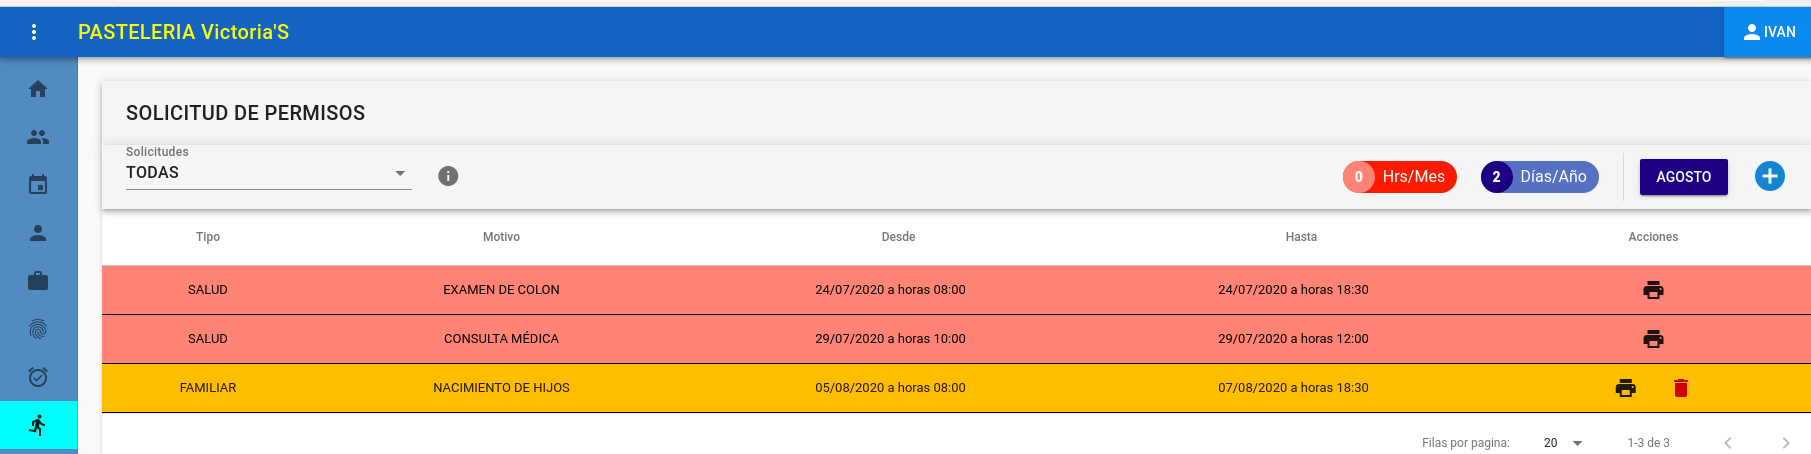 PASTELERIA Victoria'S
IVAN
SOLICITUD DE PERMISOS
Solicitudes
TODAS
0 Hrs/Mes 2 Días/Año AGOSTO
Tipo Motivo Desde Hasta Acciones
SALUD EXAMEN DE COLON 24/07/2020 a horas 08:00 24/07/2020 a horas 18:30
SALUD CONSULTA MÉDICA 29/07/2020 a horas 10:00 29/07/2020 a horas 12:00
FAMILIAR NACIMIENTO DE HIJOS 05/08/2020 a horas 08:00 07/08/2020 a horas 18:30
Filas por pagina: 20 1-3 de 3